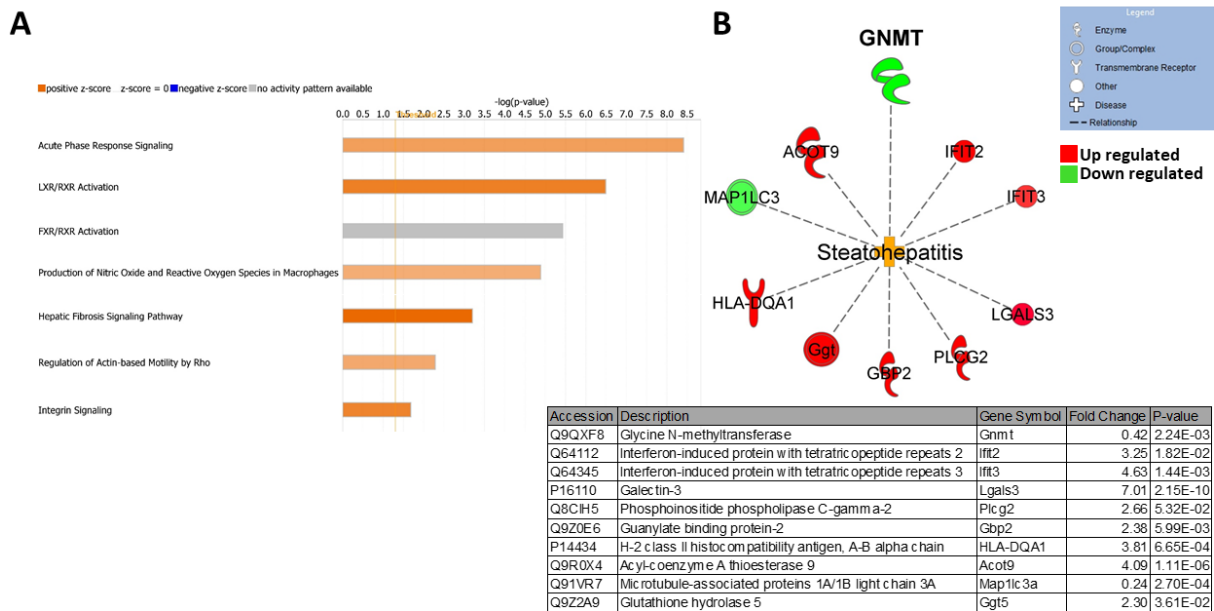 A
positive z-score z-score = 0 negative z-score no activity pattern available
-log(p-value)
0.0 0.5 1.0 1.5 2.0 2.5 3.0 3.5 4.0 4.5 5.0 5.5 6.0 6.5 7.0 7.5 8.0 8.5
Acute Phase Response Signaling
LXR/RXR Activation
FXR/RXR Activation
Production of Nitric Oxide and Reactive Oxygen Species in Macrophages
Hepatic Fibrosis Signaling Pathway
Regulation of Actin-based Motility by Rho
Integrin Signaling
B
GNMT
ACOT9
IFIT2
MAP1LC3
IFIT3
Steatohepatitis
HLA-DQA1
LGALS3
Ggt
GBP2
PLCG2
Legend
Enzyme
Group/Complex
Transmembrane Receptor
Other
Disease
Relationship
Up regulated
Down regulated
Accession Description Gene Symbol Fold Change P-value
Q9QXF8 Glycine N-methyltransferase Gnmt 0.42 2.24E-03
Q64112 Interferon-induced protein with tetratricopeptide repeats 2 Ifit2 3.25 1.82E-02
Q64345 Interferon-induced protein with tetratricopeptide repeats 3 Ifit3 4.63 1.44E-03
P16110 Galectin-3 Lgals3 7.01 2.15E-10
Q8CIH5 Phosphoinositide phospholipase C-gamma-2 Plcg2 2.66 5.32E-02
Q9Z0E6 Guanylate binding protein-2 Gbp2 2.38 5.99E-03
P14434 H-2 class II histocompatibility antigen, A-B alpha chain HLA-DQA1 3.81 6.65E-04
Q9R0X4 Acyl-coenzyme A thioesterase 9 Acot9 4.09 1.11E-06
Q91VR7 Microtubule-associated proteins 1A/1B light chain 3A Map1lc3a 0.24 2.70E-04
Q9Z2A9 Glutathione hydrolase 5 Ggt5 2.30 3.61E-02